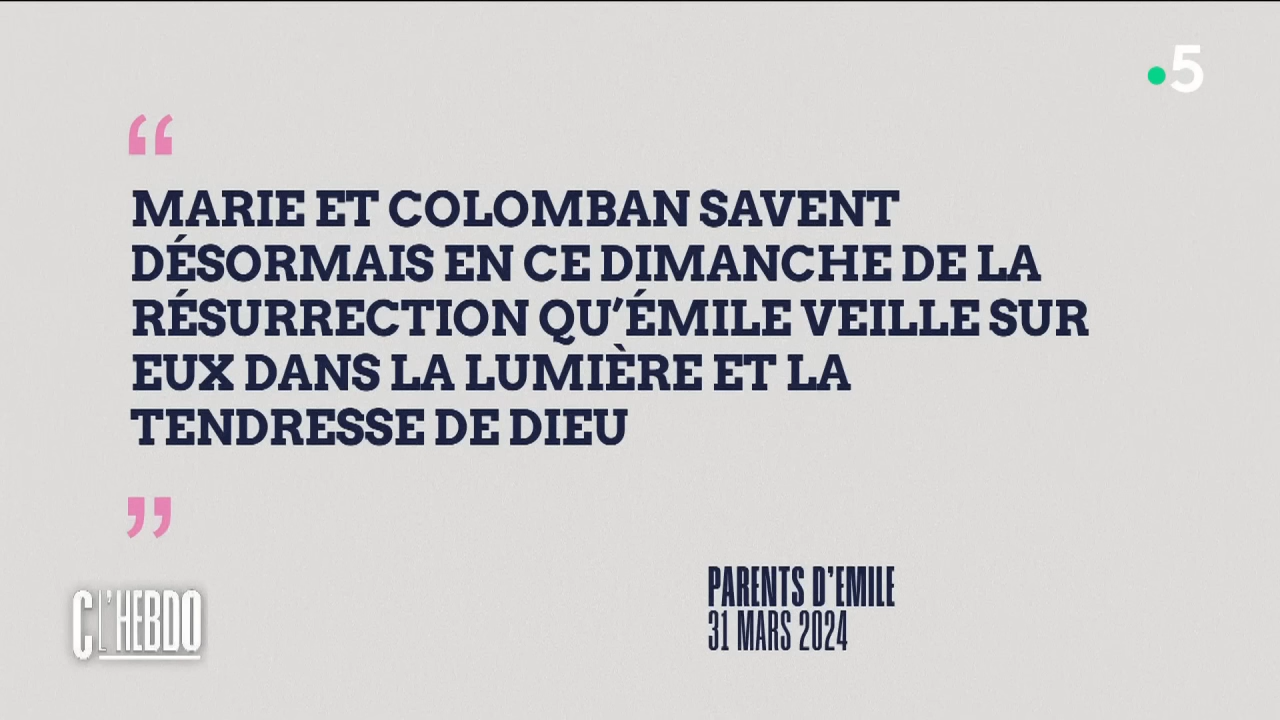 5
“
MARIE ET COLOMBAN SAVENT
DÉSORMAIS EN CE DIMANCHE DE LA
RÉSURRECTION QU’ÉMILE VEILLE SUR
EUX DANS LA LUMIÈRE ET LA
TENDRESSE DE DIEU
”
PARENTS D’EMILE
31 MARS 2024
C L’HEBDO